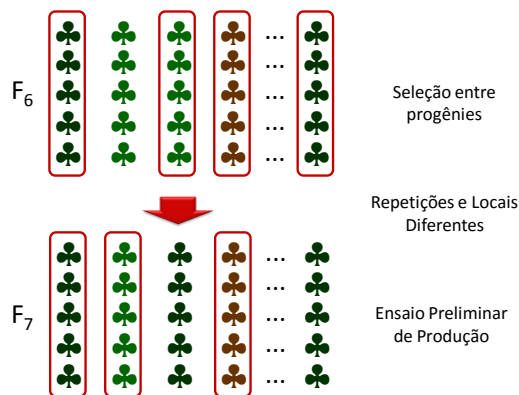 ...
...
F6
...
...
...
Seleção entre
progênies
Repetições e Locais
Diferentes
...
...
F7
...
...
...
Ensaio Preliminar
de Produção